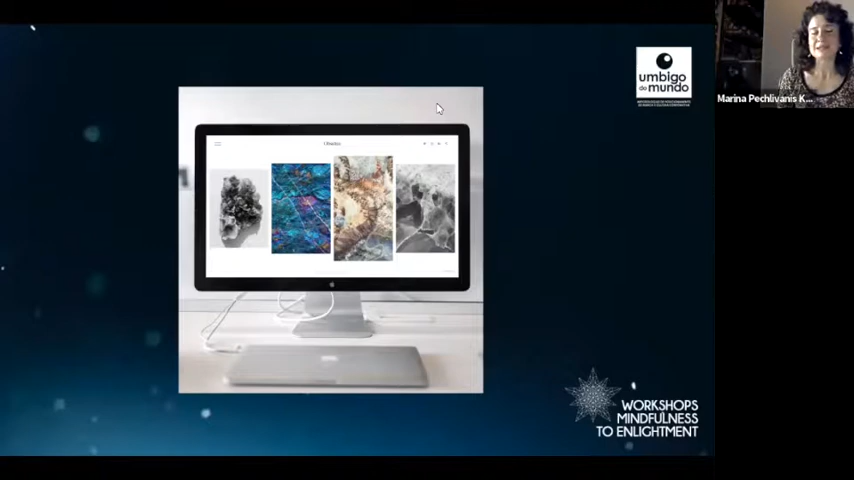 umbigo
do mundo
Marina Pechlivanis K...
WORKSHOPS
MINDFULNESS
TO ENLIGHTMENT